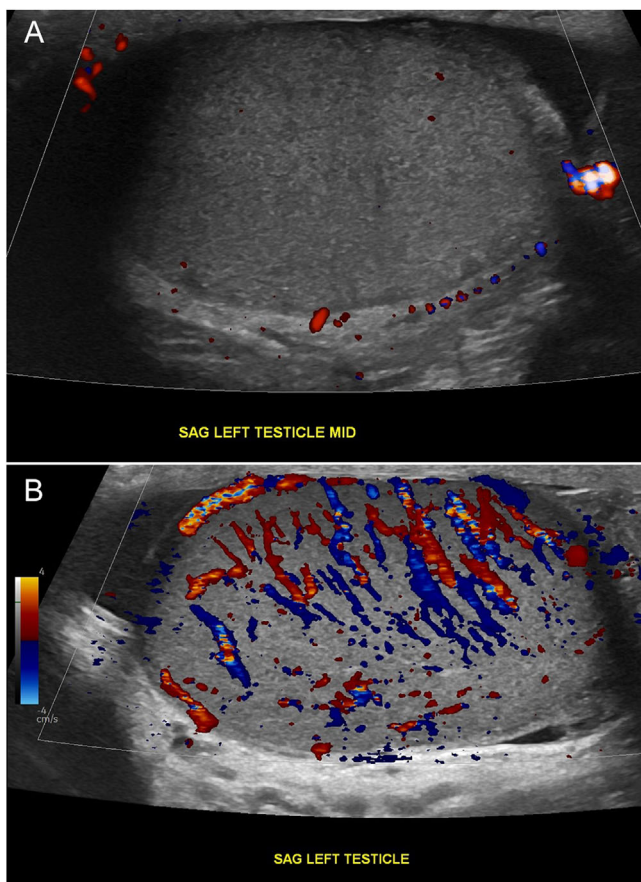 A
SAG LEFT TESTICLE MID
B
4
-4
cm/s
SAG LEFT TESTICLE